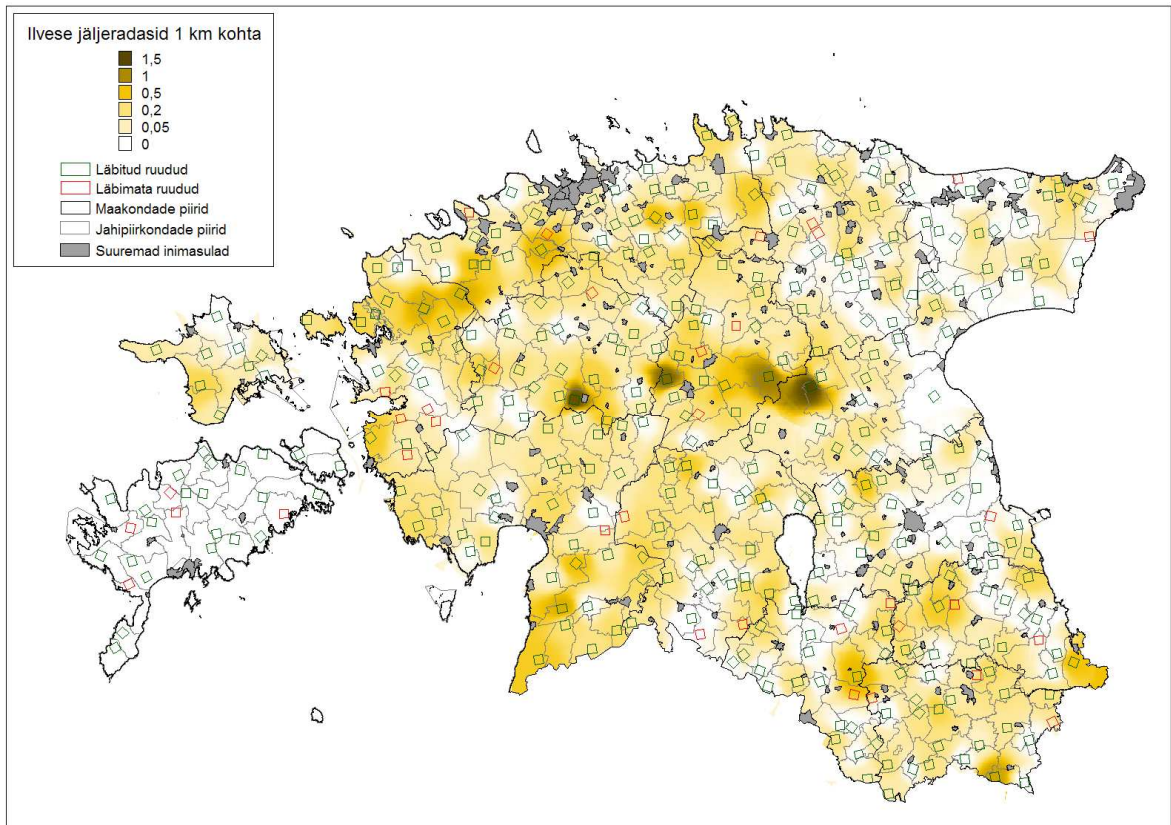 Ilvese jäljeradasid 1 km kohta
1,5
1
0,5
0,2
0,05
0
Läbitud ruudud
Läbimata ruudud
Maakondade piirid
Jahipiirkondade piirid
Suuremad inimasulad